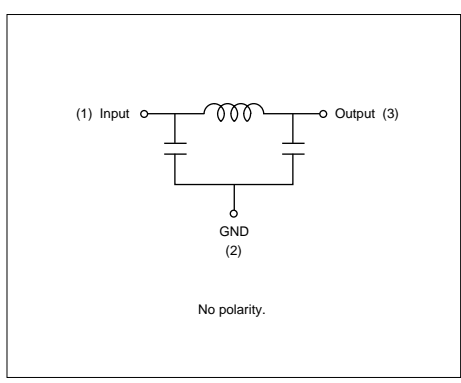 (1) Input
Output (3)
GND
(2)
No polarity.